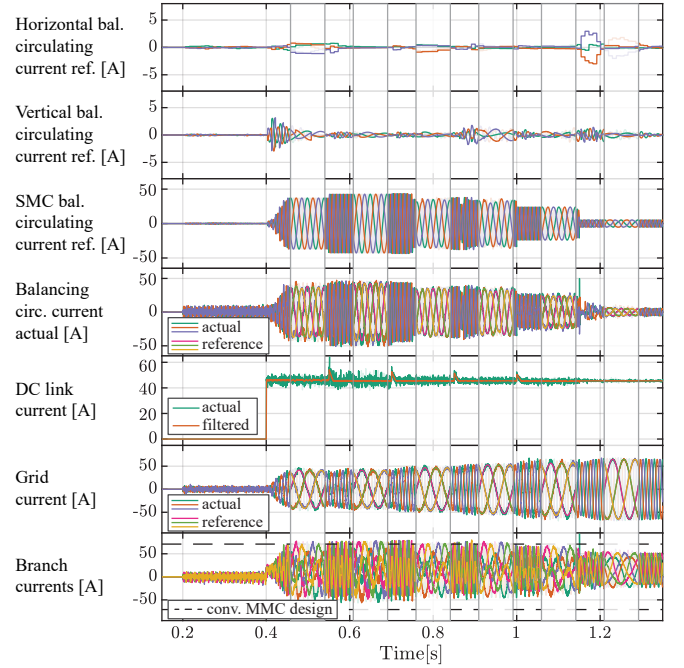 Horizontal bal.
circulating
current ref. [A]
5
0
-5
Vertical bal.
circulating
current ref. [A]
5
0
-5
SMC bal.
circulating
current ref. [A]
50
0
-50
Balancing
circ. current
actual [A]
50
0
-50
actual
reference
DC link
current [A]
60
40
20
0
actual
filtered
Grid
current [A]
50
0
-50
actual
reference
Branch
currents [A]
50
0
-50
conv. MMC design
0.2 0.4 0.6 0.8 1 1.2
Time[s]